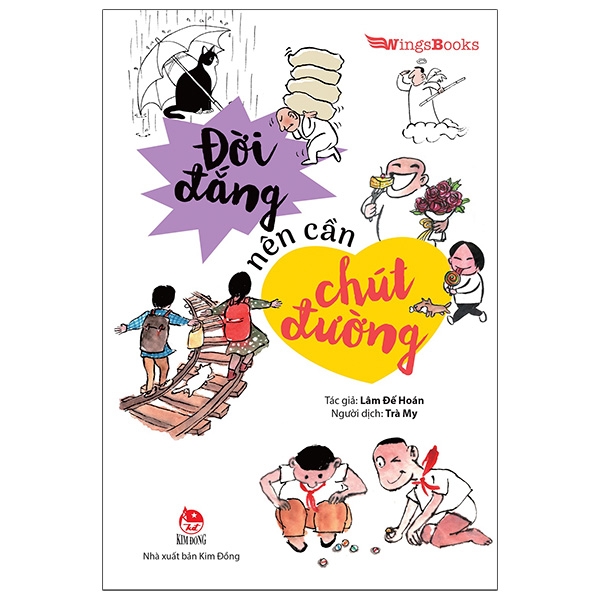 WingsBooks
Đời
đắng
nên cần
chút
đường
Tác giả: Lâm Đế Hoán
Người dịch: Trà My
KIM ĐỒNG
Nhà xuất bản Kim Đồng